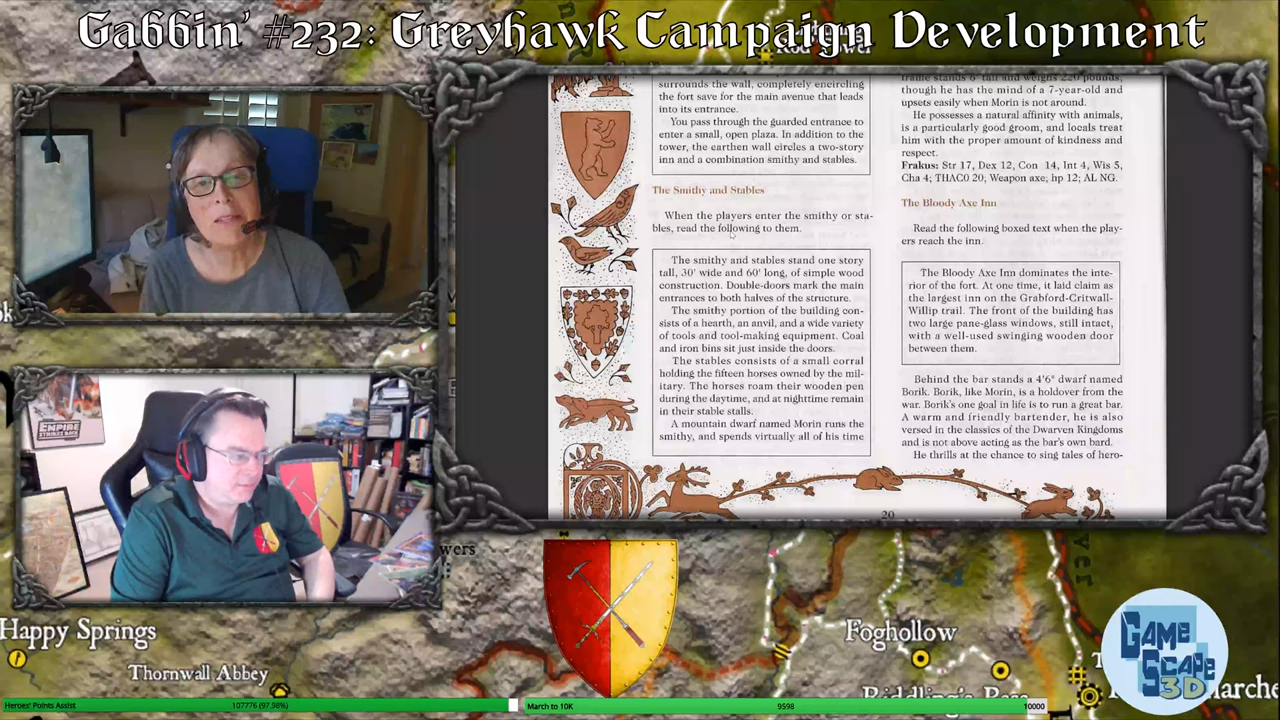 Gabbin' #232: Greyhawk Campaign Development
EMPIRE
STRIKES BACK
surrounds the wall, completely encircling
the fort save for the main avenue that leads
into its entrance.
You pass through the guarded entrance to
enter a small, open plaza. In addition to the
tower, the earthen wall circles a two-story
inn and a combination smithy and stables.
The Smithy and Stables
When the players enter the smithy or sta-
bles, read the following to them.
The smithy and stables stand one story
tall, 30' wide and 60' long, of simple wood
construction. Double-doors mark the main
entrances to both halves of the structure.
The smithy portion of the building con-
sists of a hearth, an anvil, and a wide variety
of tools and tool-making equipment. Coal
and iron bins sit just inside the doors.
The stables consists of a small corral
holding the fifteen horses owned by the mil-
itary. The horses roam their wooden pen
during the daytime, and at nighttime remain
in their stable stalls.
A mountain dwarf named Morin runs the
smithy, and spends virtually all of his time
frame stands 6' tall and weighs 220 pounds,
though he has the mind of a 7-year-old and
upsets easily when Morin is not around.
He possesses a natural affinity with animals,
is a particularly good groom, and locals treat
him with the proper amount of kindness and
respect.
Frakus: Str 17, Dex 12, Con 14, Int 4, Wis 5,
Cha 4; THAC0 20; Weapon axe; hp 12; AL NG.
The Bloody Axe Inn
Read the following boxed text when the play-
ers reach the inn.
The Bloody Axe Inn dominates the inte-
rior of the fort. At one time, it laid claim as
the largest inn on the Grabford-Critwall-
Willip trail. The front of the building has
two large pane-glass windows, still intact,
with a well-used swinging wooden door
between them.
Behind the bar stands a 4'6" dwarf named
Borik. Borik, like Morin, is a holdover from the
war. Borik's one goal in life is to run a great bar.
A warm and friendly bartender, he is also
versed in the classics of the Dwarven Kingdoms
and is not above acting as the bar's own bard.
He thrills at the chance to sing tales of hero-
20
Happy Springs
Thornwall Abbey
Foghollow
GAME
SCAPE
3D
Heroes' Points Assist 107776 (97.98%)
March to 10K 9598 10000